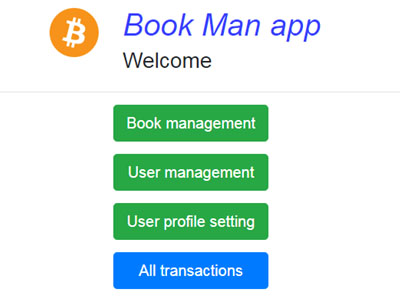 Book Man app
Welcome
Book management
User management
User profile setting
All transactions